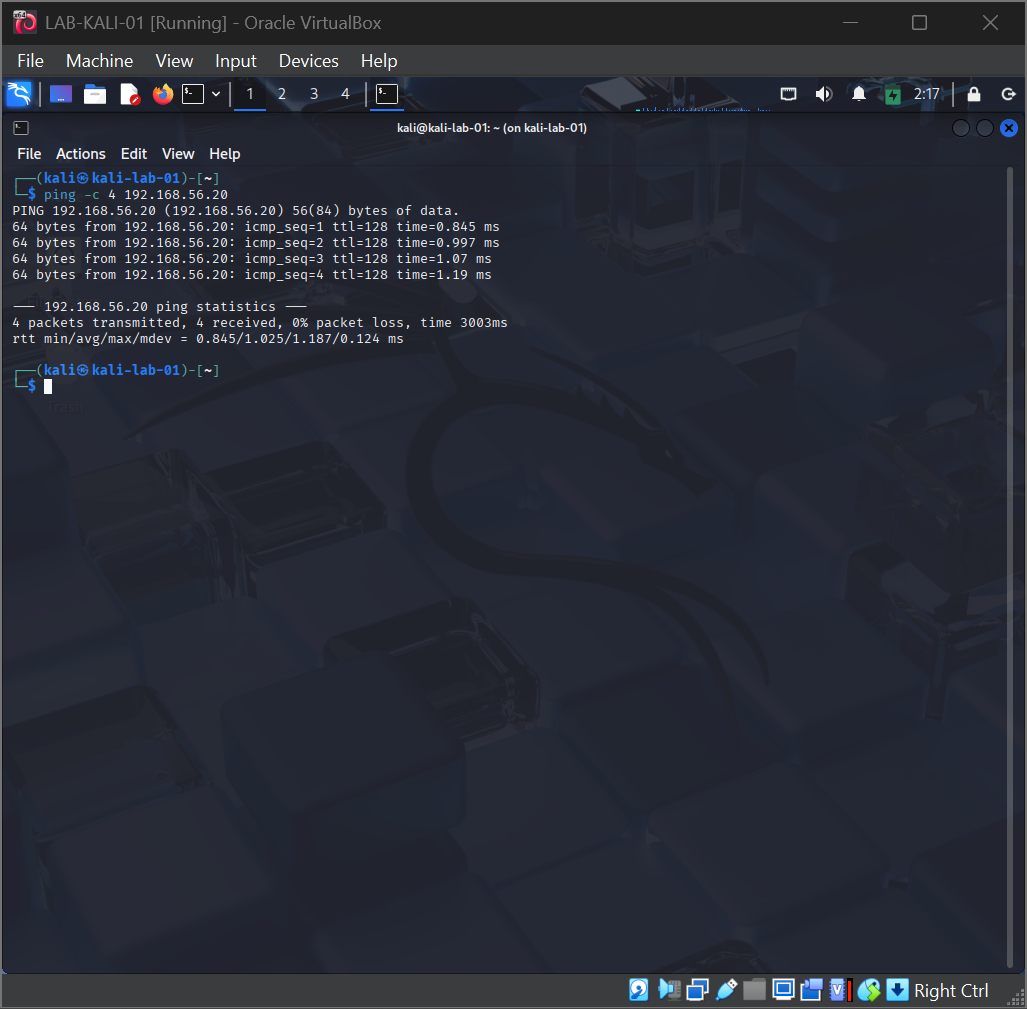 LAB-KALI-01 [Running] - Oracle VirtualBox
File Machine View Input Devices Help
1 2 3 4 2:17
kali@kali-lab-01: ~ (on kali-lab-01)
File Actions Edit View Help
┌──(kali㉿kali-lab-01)-[~]
└─$ ping -c 4 192.168.56.20
PING 192.168.56.20 (192.168.56.20) 56(84) bytes of data.
64 bytes from 192.168.56.20: icmp_seq=1 ttl=128 time=0.845 ms
64 bytes from 192.168.56.20: icmp_seq=2 ttl=128 time=0.997 ms
64 bytes from 192.168.56.20: icmp_seq=3 ttl=128 time=1.07 ms
64 bytes from 192.168.56.20: icmp_seq=4 ttl=128 time=1.19 ms
--- 192.168.56.20 ping statistics ---
4 packets transmitted, 4 received, 0% packet loss, time 3003ms
rtt min/avg/max/mdev = 0.845/1.025/1.187/0.124 ms
┌──(kali㉿kali-lab-01)-[~]
└─$
Trash
Right Ctrl